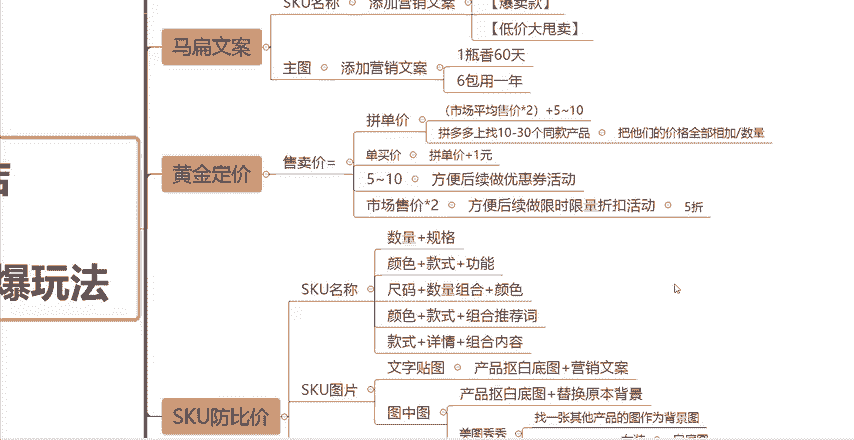 SKU名称
添加营销文案
【爆卖款】
【低价大甩卖】
马扁文案
主图
添加营销文案
1瓶香60天
6包用一年
黄金定价
售卖价=
拼单价
（市场平均售价*2）+5~10
拼多多上找10-30个同款产品
把他们的价格全部相加/数量
单买价
拼单价+1元
5~10
方便后续做优惠券活动
市场售价*2
方便后续做限时限量折扣活动
5折
爆玩法
SKU防比价
SKU名称
数量+规格
颜色+款式+功能
尺码+数量组合+颜色
颜色+款式+组合推荐词
款式+详情+组合内容
SKU图片
文字贴图
产品抠白底图+营销文案
图中图
产品抠白底图+替换原本背景
找一张其他产品的图作为背景图
美图秀秀